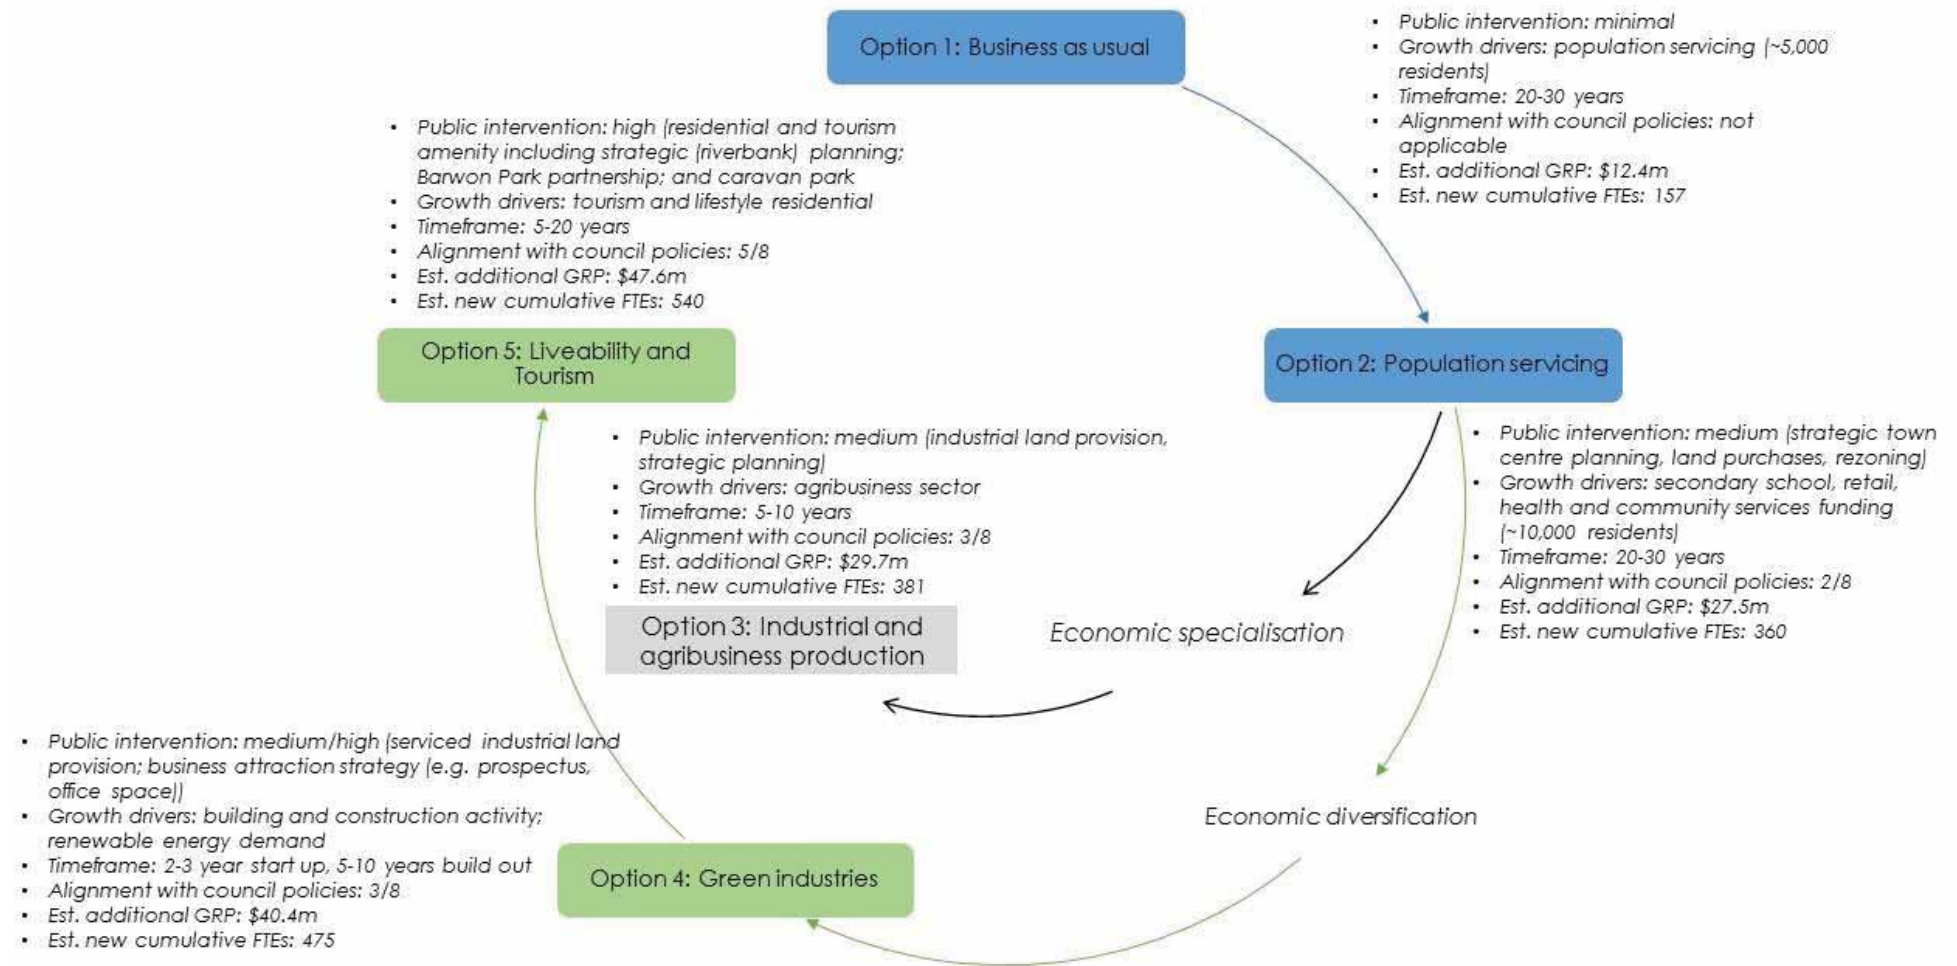 Option 1: Business as usual
• Public intervention: minimal
• Growth drivers: population servicing (~5,000
residents)
• Timeframe: 20-30 years
• Alignment with council policies: not
applicable
• Est. additional GRP: $12.4m
• Est. new cumulative FTEs: 157
Option 2: Population servicing
• Public intervention: medium (strategic town
centre planning, land purchases, rezoning)
• Growth drivers: secondary school, retail,
health and community services funding
(~10,000 residents)
• Timeframe: 20-30 years
• Alignment with council policies: 2/8
• Est. additional GRP: $27.5m
• Est. new cumulative FTEs: 360
Economic specialisation
• Public intervention: medium (industrial land provision,
strategic planning)
• Growth drivers: agribusiness sector
• Timeframe: 5-10 years
• Alignment with council policies: 3/8
• Est. additional GRP: $29.7m
• Est. new cumulative FTEs: 381
Option 3: Industrial and
agribusiness production
Economic diversification
Option 4: Green industries
• Public intervention: medium/high (serviced industrial land
provision; business attraction strategy (e.g. prospectus,
office space))
• Growth drivers: building and construction activity;
renewable energy demand
• Timeframe: 2-3 year start up, 5-10 years build out
• Alignment with council policies: 3/8
• Est. additional GRP: $40.4m
• Est. new cumulative FTEs: 475
• Public intervention: high (residential and tourism
amenity including strategic (riverbank) planning;
Barwon Park partnership; and caravan park
• Growth drivers: tourism and lifestyle residential
• Timeframe: 5-20 years
• Alignment with council policies: 5/8
• Est. additional GRP: $47.6m
• Est. new cumulative FTEs: 540
Option 5: Liveability and
Tourism